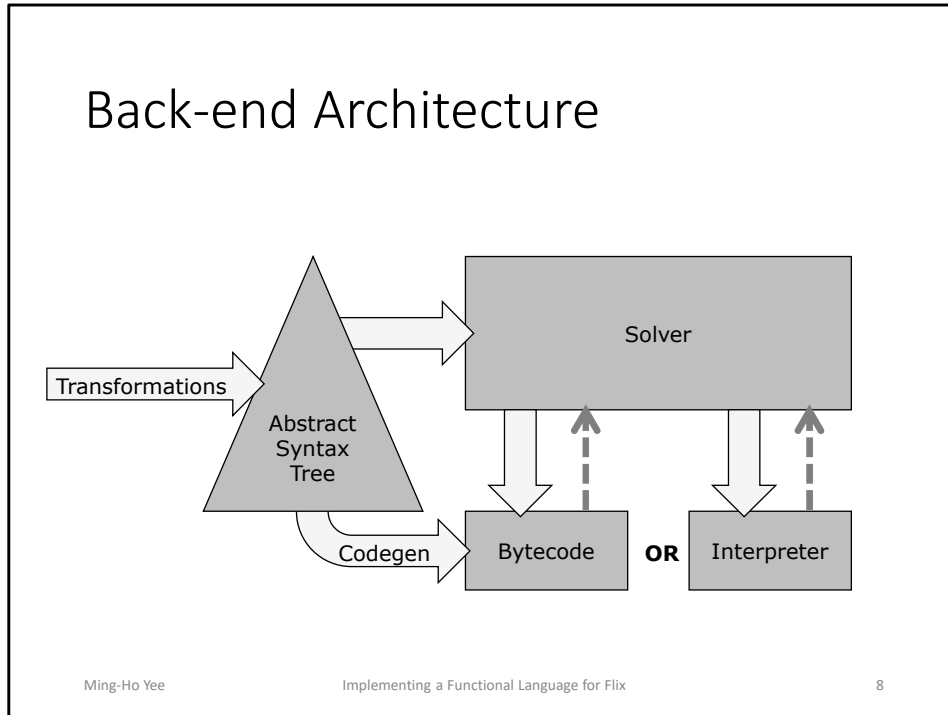 Back-end Architecture
Solver
Transformations
Abstract
Syntax
Tree
Codegen
Bytecode
OR
Interpreter
Ming-Ho Yee
Implementing a Functional Language for Flix
8